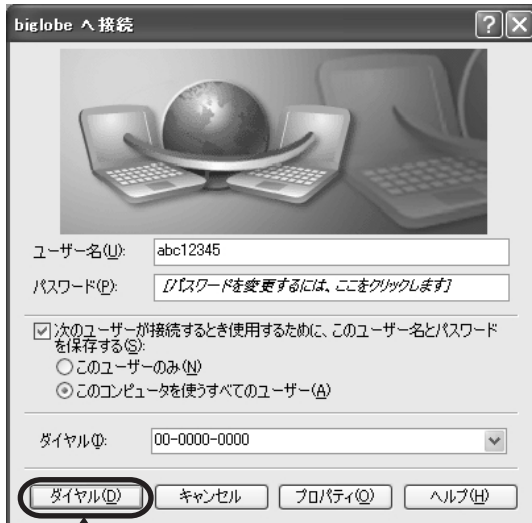 biglobe へ接続
ユーザー名(U): abc12345
パスワード(P): [パスワードを変更するには、ここをクリックします]
次のユーザーが接続するとき使用するために、このユーザー名とパスワード
を保存する(S):
このユーザーのみ(N)
このコンピュータを使うすべてのユーザー(A)
ダイヤル(I): 00-0000-0000
ダイヤル(D) キャンセル プロパティ(O) ヘルプ(H)